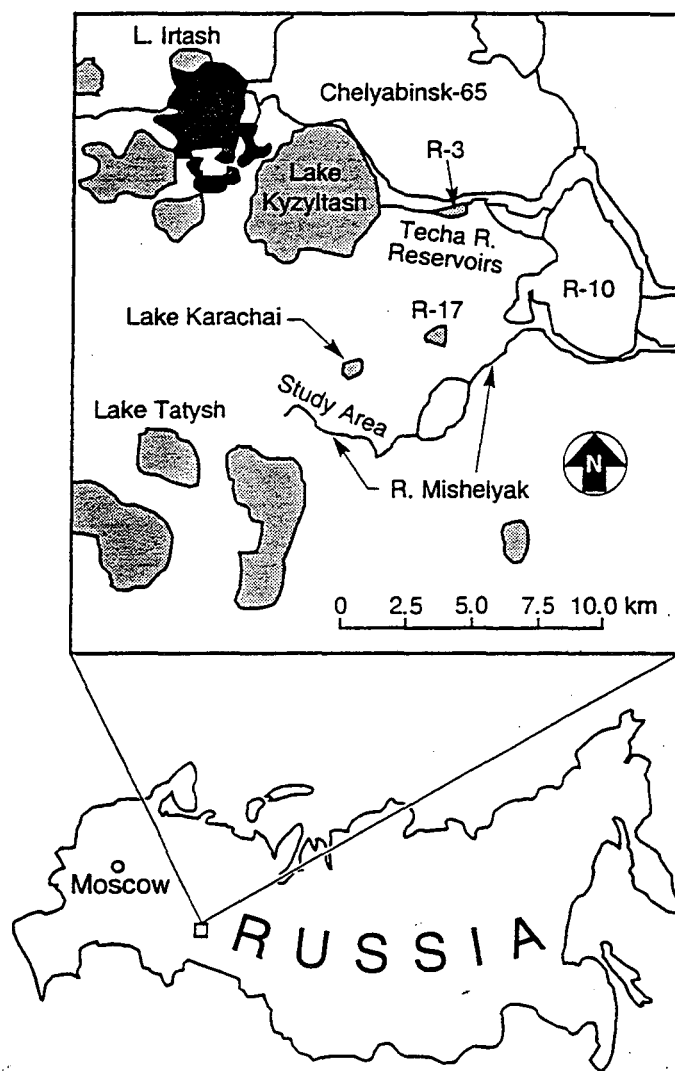 L. Irtash
Chelyabinsk-65
R-3
Lake
Kyzyltash
Techa R.
Reservoirs
R-10
R-17
Lake Karachai
Study Area
Lake Tatysh
N
R. Mishelyak
0 2.5 5.0 7.5 10.0 km
Moscow
RUSSIA